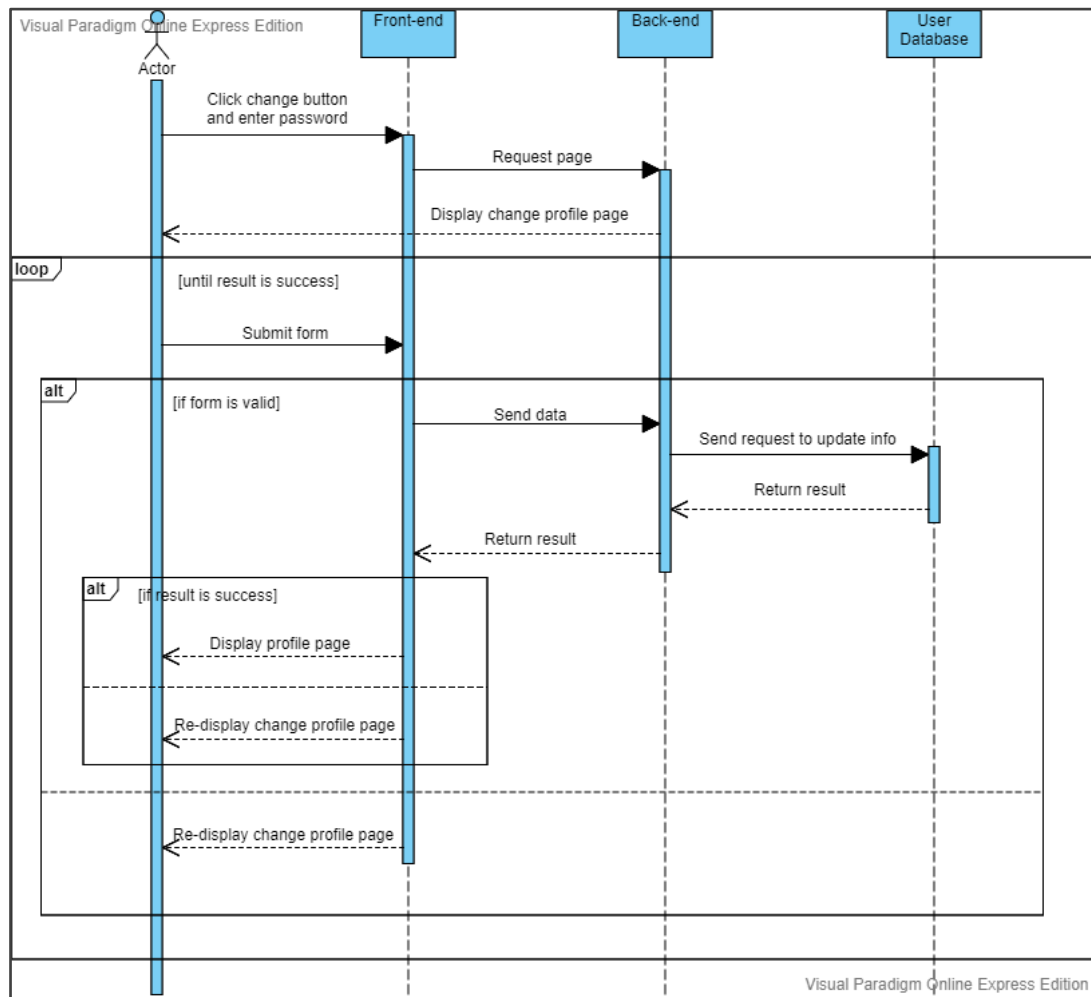 Visual Paradigm Online Express Edition
Front-end
Back-end
User
Database
Actor
Click change button
and enter password
Request page
Display change profile page
loop
[until result is success]
Submit form
alt
[if form is valid]
Send data
Send request to update info
Return result
Return result
alt
[if result is success]
Display profile page
Re-display change profile page
Re-display change profile page
Visual Paradigm Online Express Edition